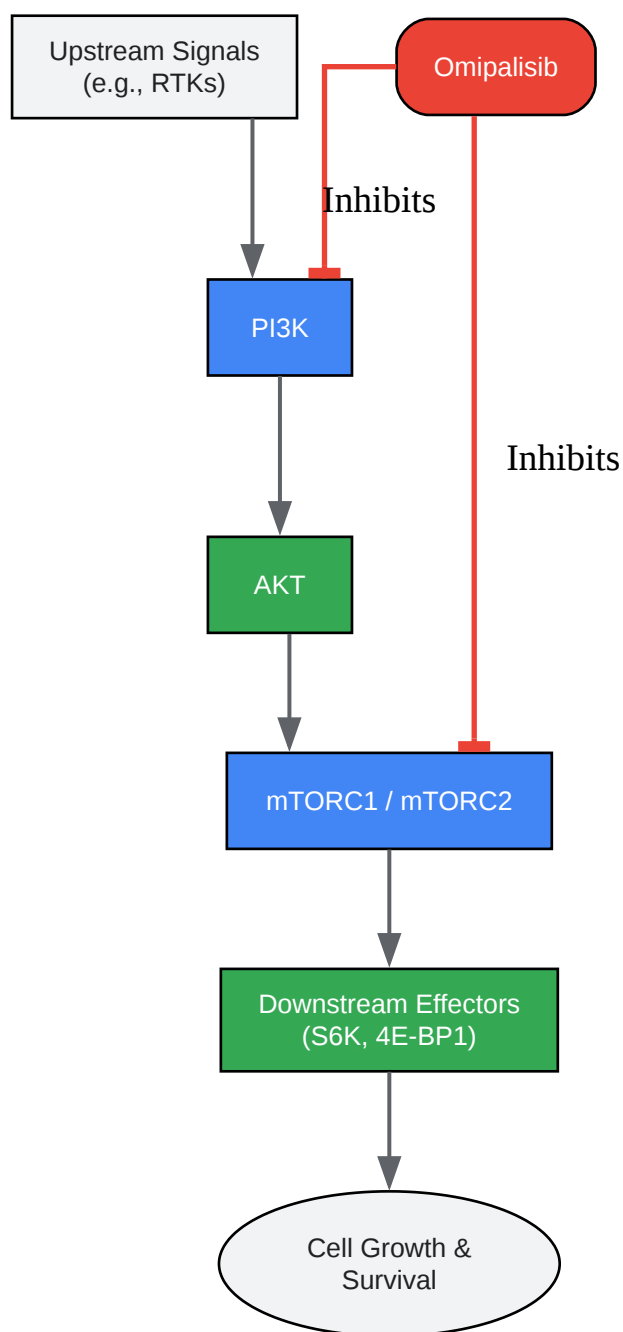 Upstream Signals
(e.g., RTKs)
Omipalisib
Inhibits
PI3K
Inhibits
AKT
mTORC1 / mTORC2
Downstream Effectors
(S6K, 4E-BP1)
Cell Growth &
Survival